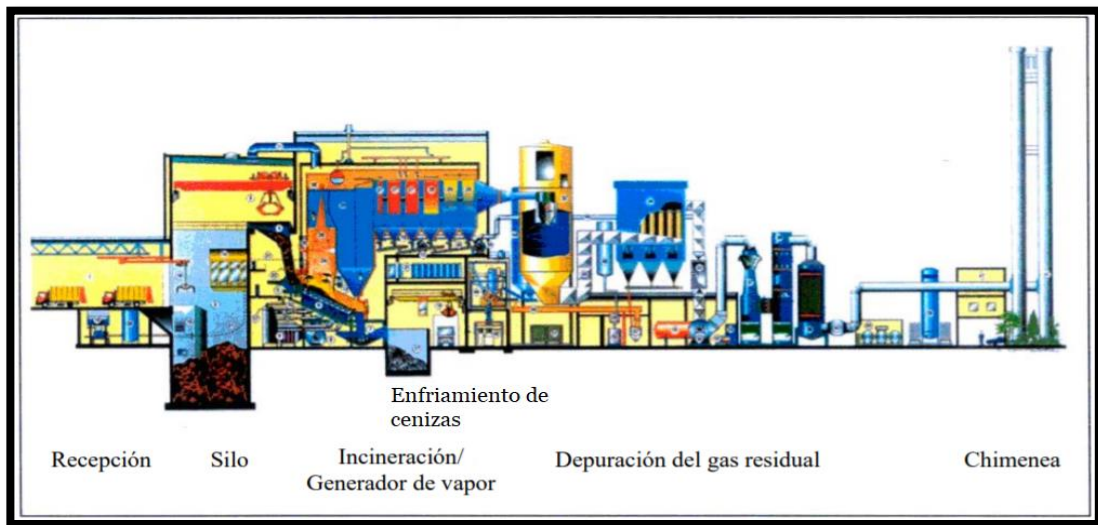 Enfriamiento de
cenizas
Recepción
Silo
Incineración/
Generador de vapor
Depuración del gas residual
Chimenea